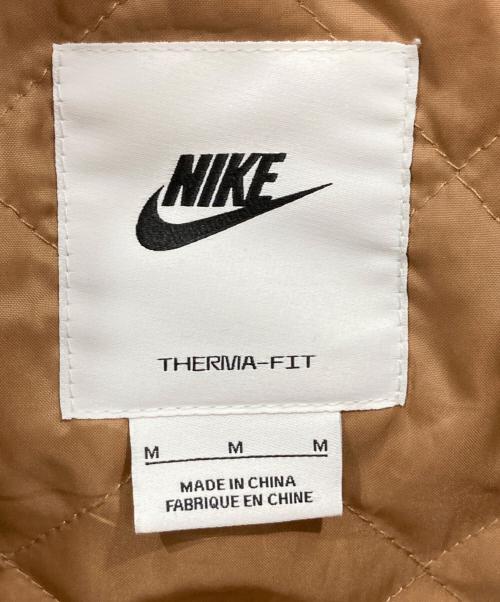 NIKE
THERMA-FIT
M M M
MADE IN CHINA
FABRIQUE EN CHINE